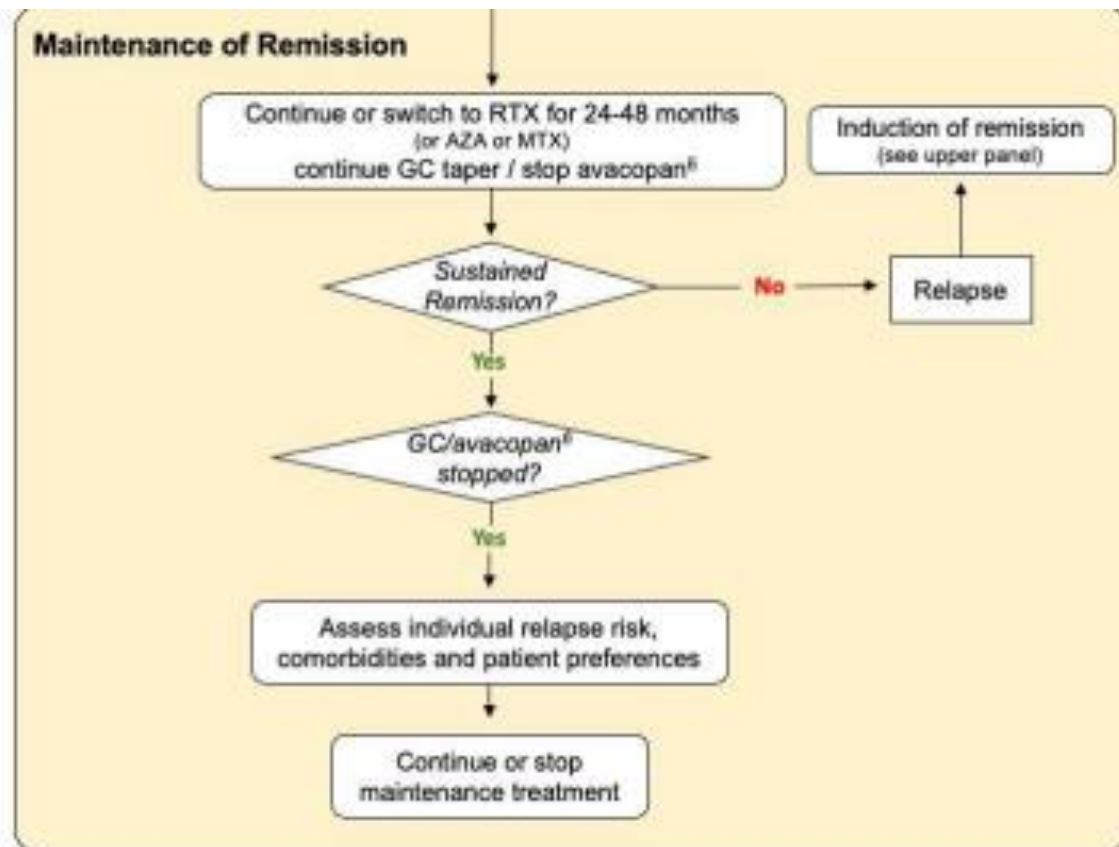 Maintenance of Remission
Continue or switch to RTX for 24-48 months
(or AZA or MTX)
continue GC taper / stop avacopan⁶
Induction of remission
(see upper panel)
Sustained
Remission?
No
Relapse
Yes
GC/avacopan⁶
stopped?
Yes
Assess individual relapse risk,
comorbidities and patient preferences
Continue or stop
maintenance treatment